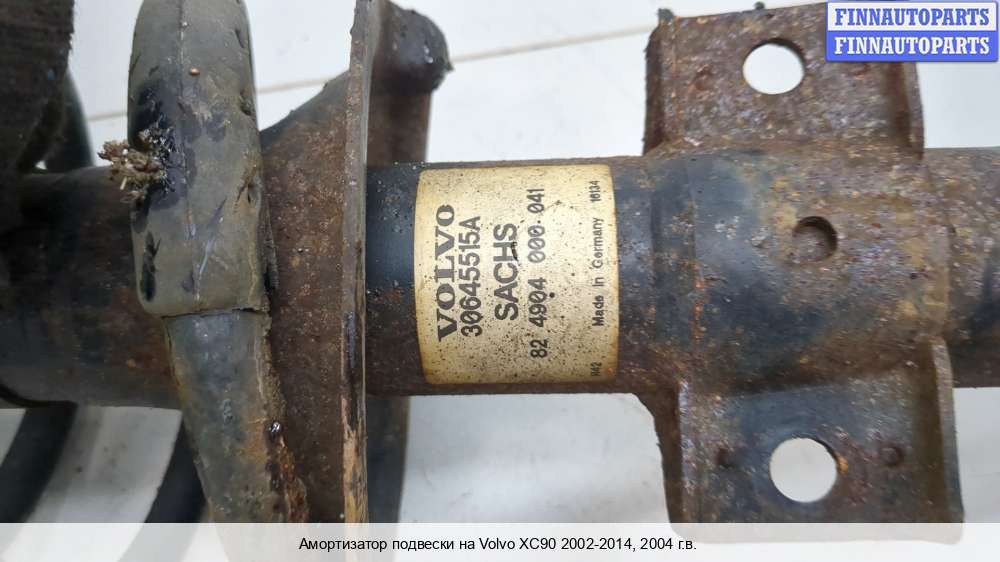 FINNAUTOPARTS
FINNAUTOPARTS
VOLVO
30645515A
SACHS
82 4904 000 041
Made in Germany 16134
Амортизатор подвески на Volvo XC90 2002-2014, 2004 г.в.